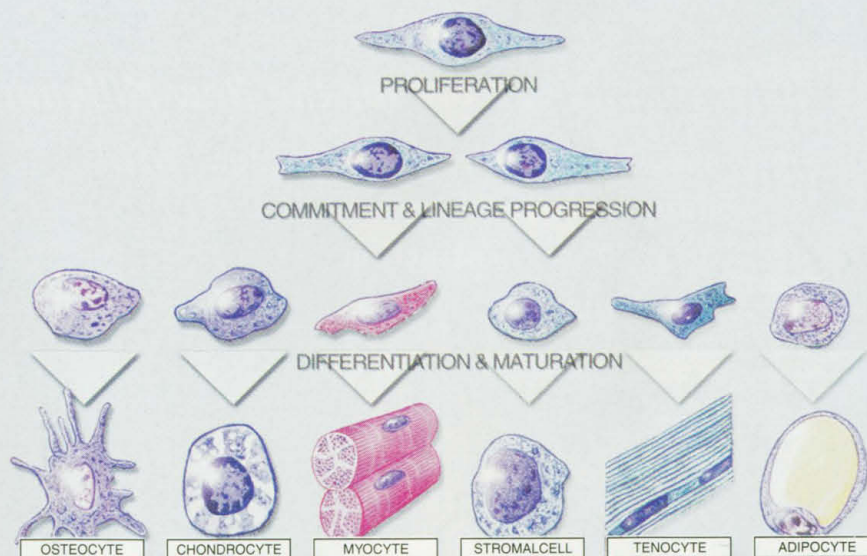 PROLIFERATION
COMMITMENT & LINEAGE PROGRESSION
DIFFERENTIATION & MATURATION
OSTEOCYTE CHONDROCYTE MYOCYTE STROMALCELL TENOCYTE ADIPOCYTE